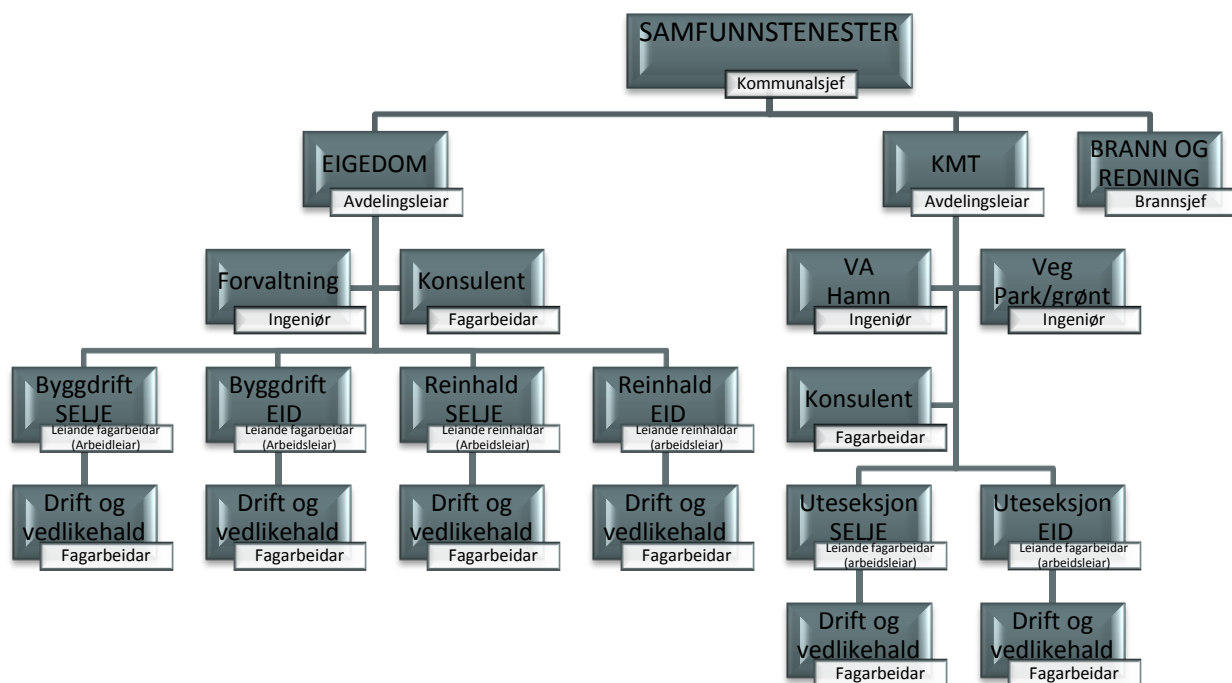 SAMFUNNSTENESTER
Kommunalsjef
EIGEDOM
Avdelingsleiar
KMT
Avdelingsleiar
BRANN OG
REDNING
Brannsjef
Forvaltning
Ingeniør
Konsulent
Fagarbeidar
VA
Hamn
Ingeniør
Veg
Park/grønt
Ingeniør
Byggdrift
SELJE
Leiande fagarbeidar
(Arbeidleiar)
Byggdrift
EID
Leiande fagarbeidar
(Arbeidsleiar)
Reinhald
SELJE
Leiande reinhaldar
(Arbeidsleiar)
Reinhald
EID
Leiande reinhaldar
(arbeidsleiar)
Konsulent
Fagarbeidar
Drift og
vedlikehald
Fagarbeidar
Drift og
vedlikehald
Fagarbeidar
Drift og
vedlikehald
Fagarbeidar
Drift og
vedlikehald
Fagarbeidar
Uteseksjon
SELJE
Leiande fagarbeidar
(arbeidsleiar)
Uteseksjon
EID
Leiande fagarbeidar
(arbeidsleiar)
Drift og
vedlikehald
Fagarbeidar
Drift og
vedlikehald
Fagarbeidar